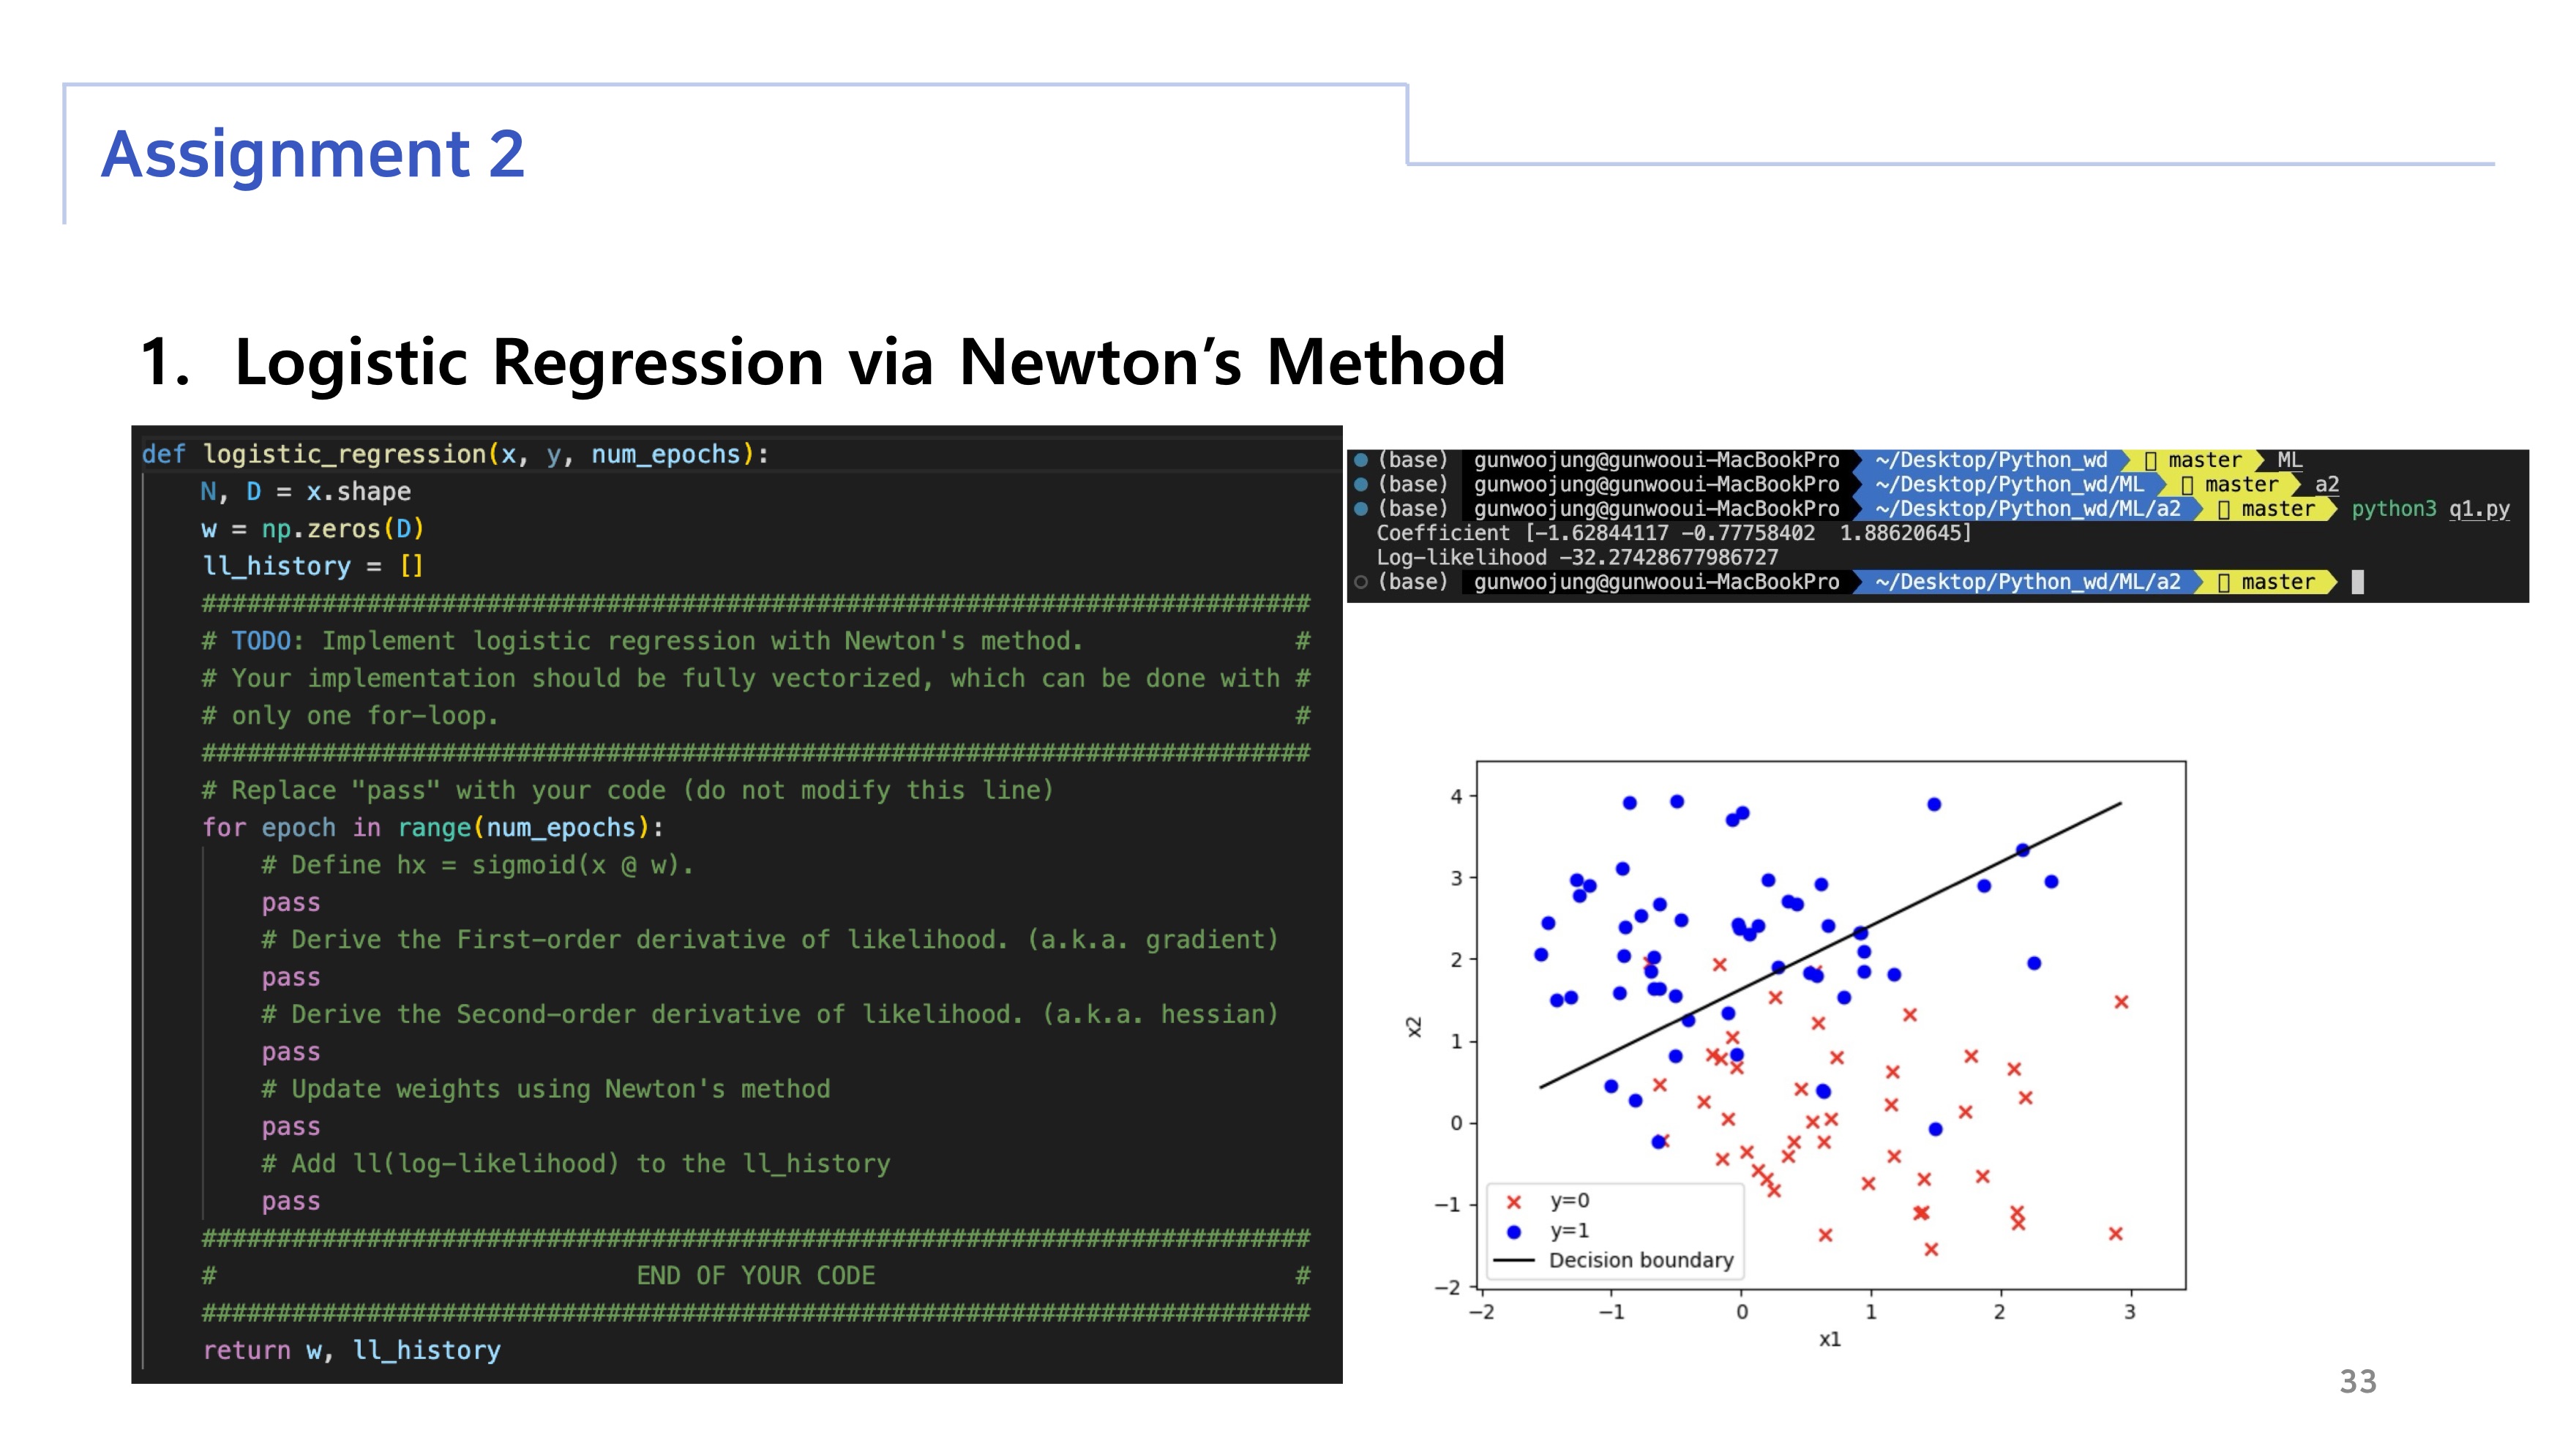 Assignment 2
1. Logistic Regression via Newton’s Method
def logistic_regression(x, y, num_epochs):
N, D = x.shape
w = np.zeros(D)
ll_history = []
##########################################################################
# TODO: Implement logistic regression with Newton's method. #
# Your implementation should be fully vectorized, which can be done with #
# only one for-loop. #
##########################################################################
# Replace "pass" with your code (do not modify this line)
for epoch in range(num_epochs):
# Define hx = sigmoid(x @ w).
pass
# Derive the First-order derivative of likelihood. (a.k.a. gradient)
pass
# Derive the Second-order derivative of likelihood. (a.k.a. hessian)
pass
# Update weights using Newton's method
pass
# Add ll(log-likelihood) to the ll_history
pass
##########################################################################
# END OF YOUR CODE #
##########################################################################
return w, ll_history
(base) gunwoojung@gunwooui-MacBookPro ~/Desktop/Python_wd master ML
(base) gunwoojung@gunwooui-MacBookPro ~/Desktop/Python_wd/ML master a2
(base) gunwoojung@gunwooui-MacBookPro ~/Desktop/Python_wd/ML/a2 master python3 q1.py
Coefficient [-1.62844117 -0.77758402 1.88620645]
Log-likelihood -32.27428677986727
(base) gunwoojung@gunwooui-MacBookPro ~/Desktop/Python_wd/ML/a2 master
4
3
2
1
0
−1
−2
x2
y=0
y=1
Decision boundary
−2 −1 0 1 2 3
x1
33